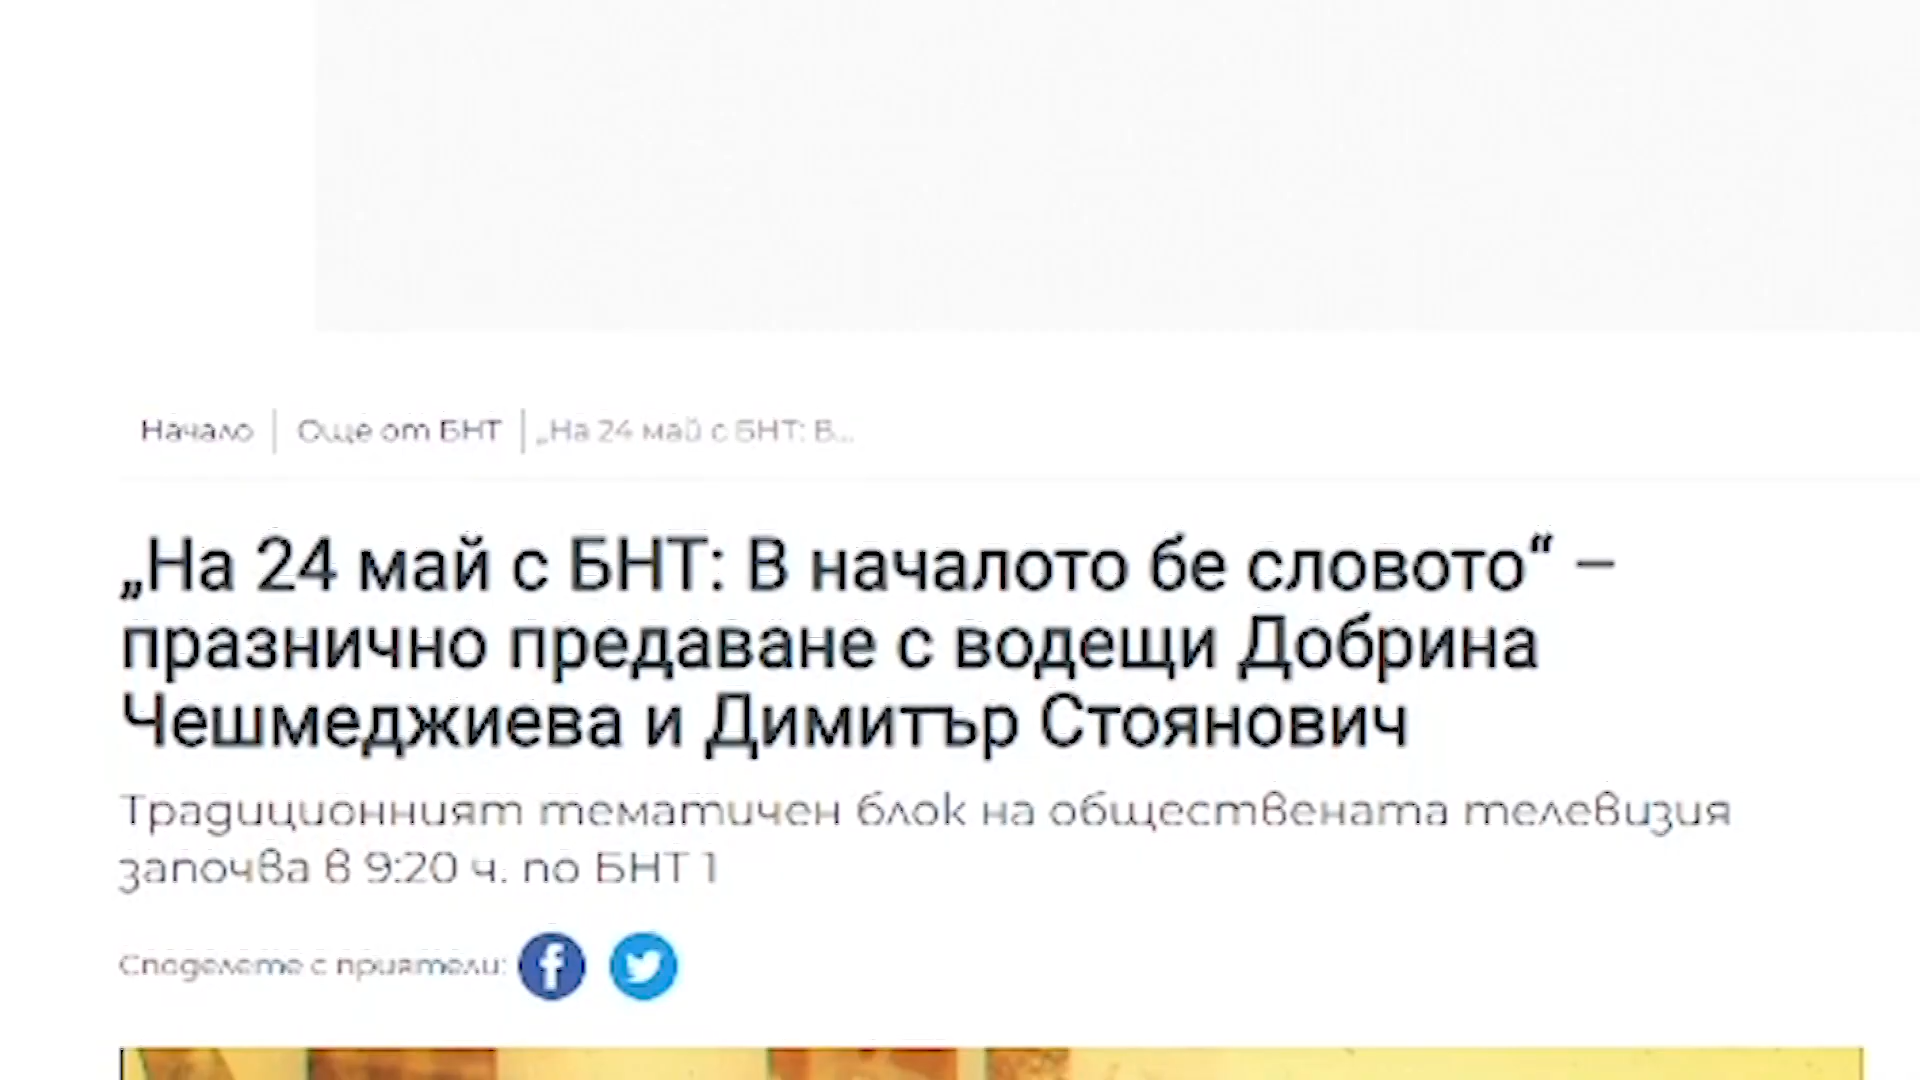 Начало | Още от БНТ | „На 24 май с БНТ: В...
„На 24 май с БНТ: В началото бе словото“ –
празнично предаване с водещи Добрина
Чешмеджиева и Димитър Стоянович
Традиционният тематичен блок на обществената телевизия
започва в 9:20 ч. по БНТ 1
Споделете с приятели: